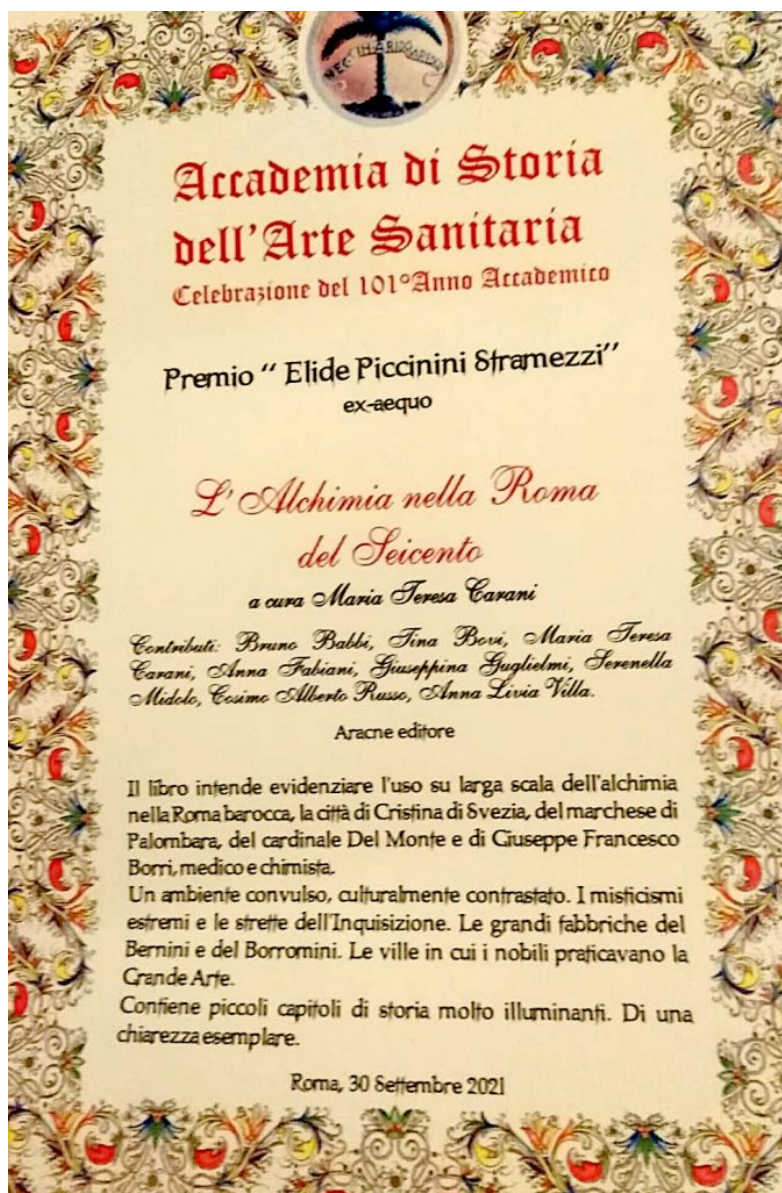 NEC IN ARIDO
Accademia di Storia
dell'Arte Sanitaria
Celebrazione del 101°Anno Accademico
Premio “ Elide Piccinini Stramezzi”
ex-aequo
L'Alchimia nella Roma
del Seicento
a cura Maria Teresa Carani
Contributi: Bruno Babbi, Tina Bovi, Maria Teresa
Carani, Anna Fabiani, Giuseppina Guglielmi, Serenella
Midolo, Cosimo Alberto Russo, Anna Livia Villa.
Aracne editore
Il libro intende evidenziare l'uso su larga scala dell'alchimia
nella Roma barocca, la città di Cristina di Svezia, del marchese di
Palombara, del cardinale Del Monte e di Giuseppe Francesco
Borri, medico e chimista.
Un ambiente convulso, culturalmente contrastato. I misticismi
estremi e le strette dell'Inquisizione. Le grandi fabbriche del
Bernini e del Borromini. Le ville in cui i nobili praticavano la
Grande Arte.
Contiene piccoli capitoli di storia molto illuminanti. Di una
chiarezza esemplare.
Roma, 30 Settembre 2021